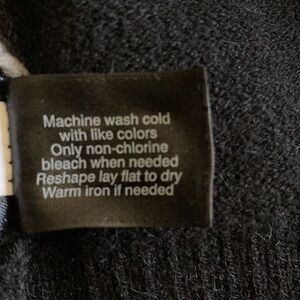 Machine wash cold
with like colors
Only non-chlorine
bleach when needed
Reshape lay flat to dry
Warm iron if needed